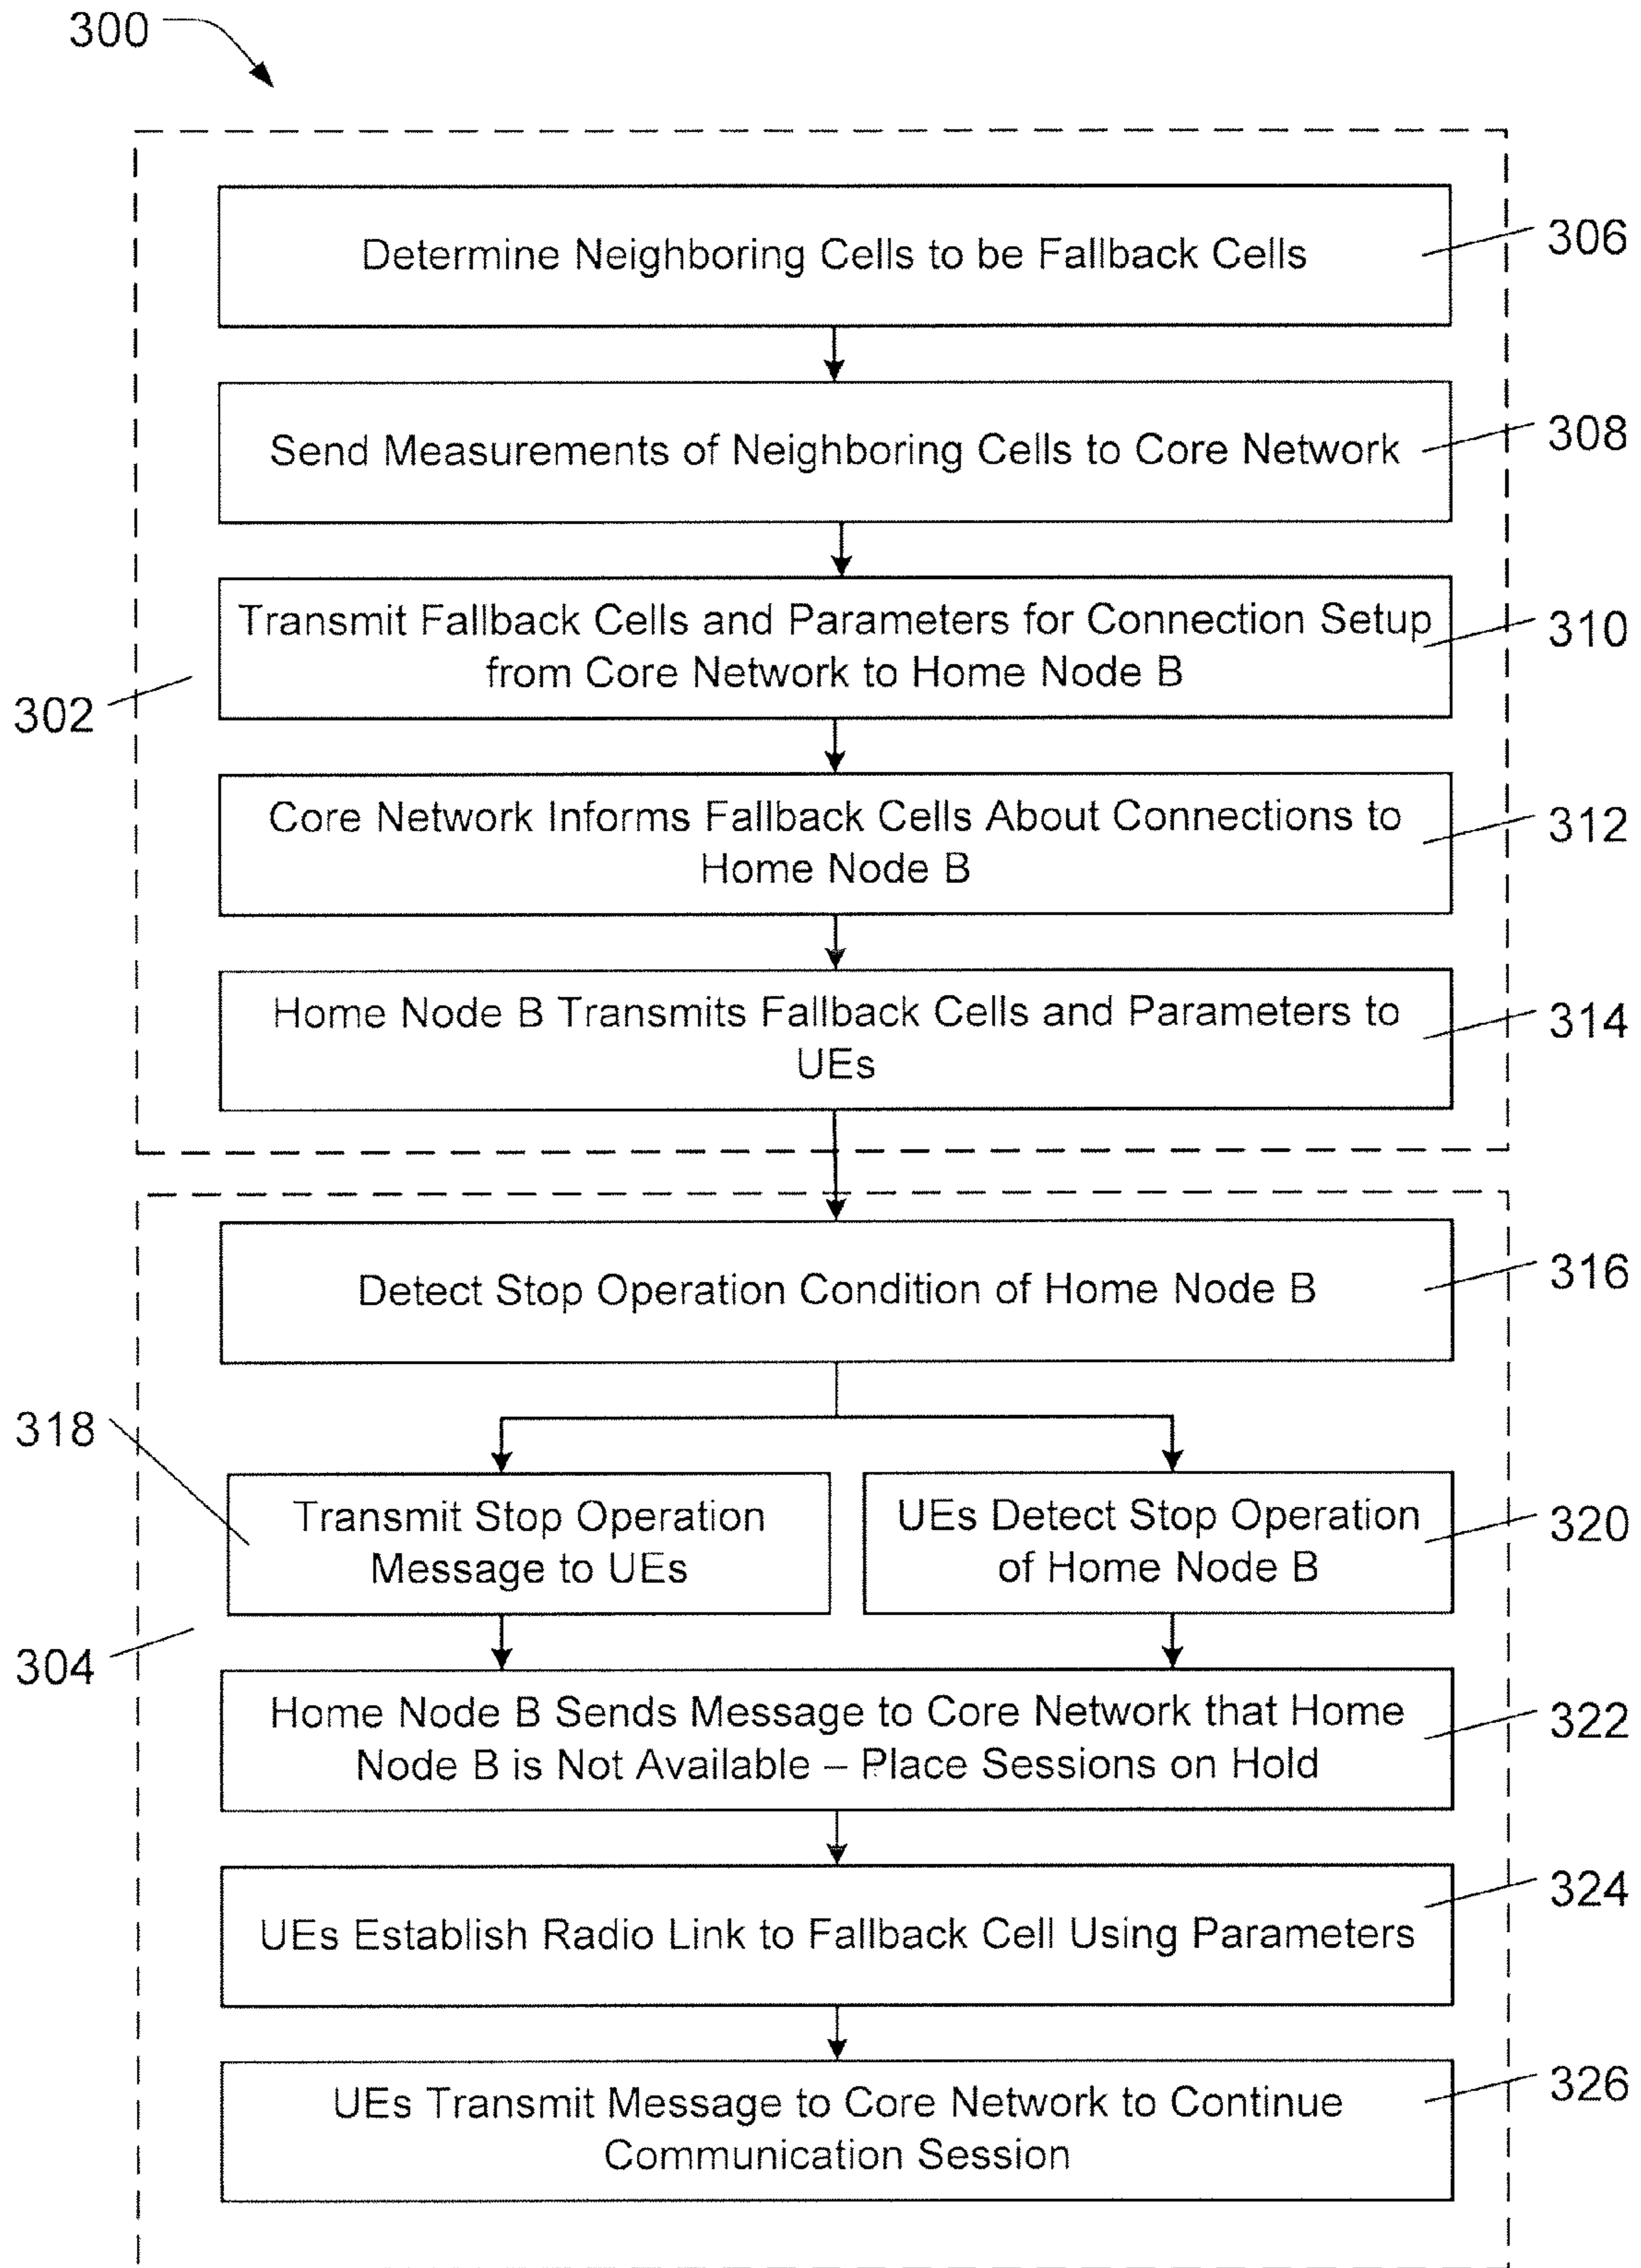 300
Determine Neighboring Cells to be Fallback Cells
306
Send Measurements of Neighboring Cells to Core Network
308
Transmit Fallback Cells and Parameters for Connection Setup
from Core Network to Home Node B
310
302
Core Network Informs Fallback Cells About Connections to
Home Node B
312
Home Node B Transmits Fallback Cells and Parameters to
UEs
314
Detect Stop Operation Condition of Home Node B
316
318
Transmit Stop Operation
Message to UEs
UEs Detect Stop Operation
of Home Node B
320
304
Home Node B Sends Message to Core Network that Home
Node B is Not Available – Place Sessions on Hold
322
UEs Establish Radio Link to Fallback Cell Using Parameters
324
UEs Transmit Message to Core Network to Continue
Communication Session
326